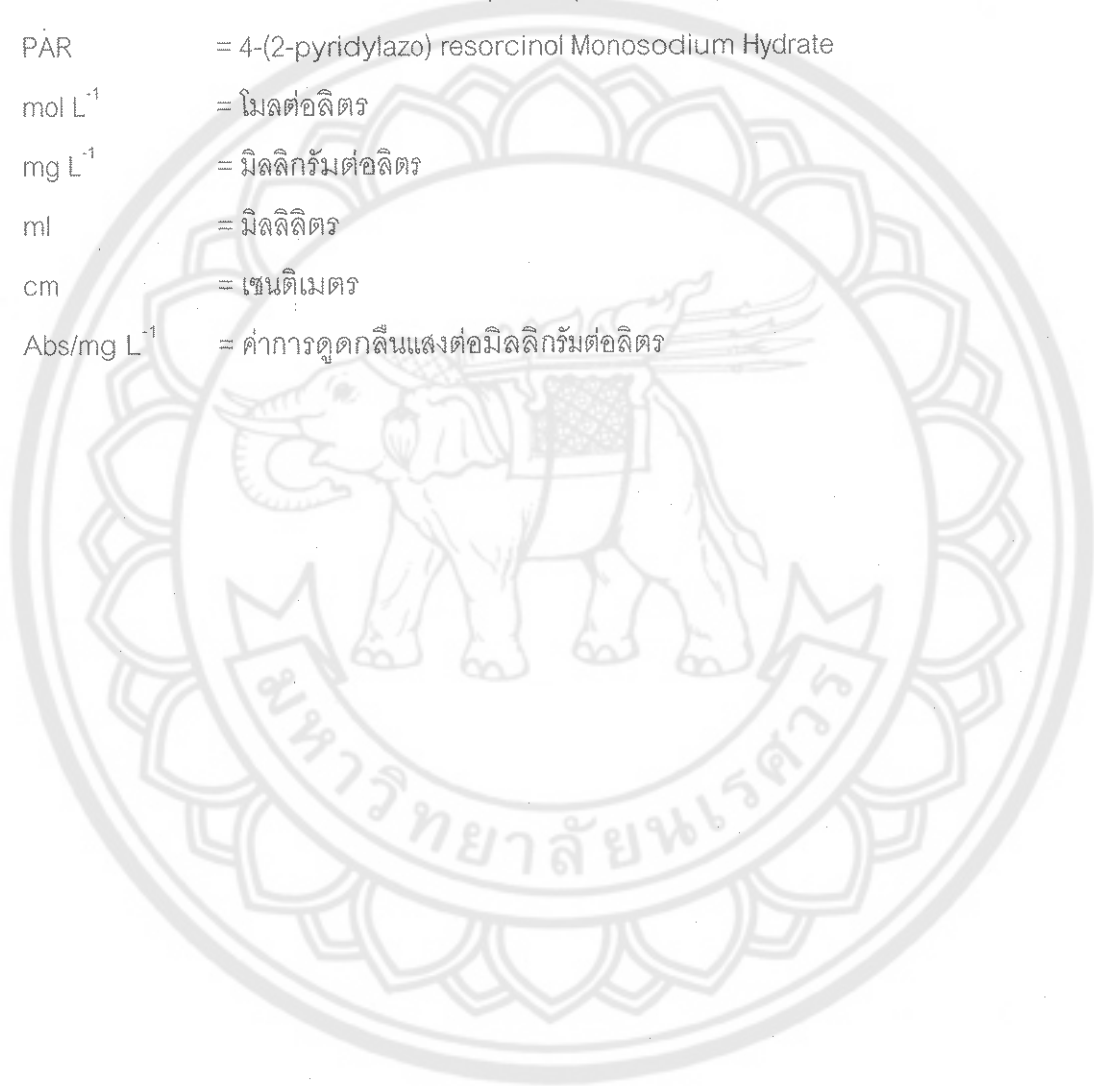 PAR = 4-(2-pyridylazo) resorcinol Monosodium Hydrate
mol L⁻¹ = โมลต่อลิตร
mg L⁻¹ = มิลลิกรัมต่อลิตร
ml = มิลลิลิตร
cm = เซนติเมตร
Abs/mg L⁻¹ = ค่าการดูดกลืนแสงต่อมิลลิกรัมต่อลิตร
มหาวิทยาลัยนเรศวร